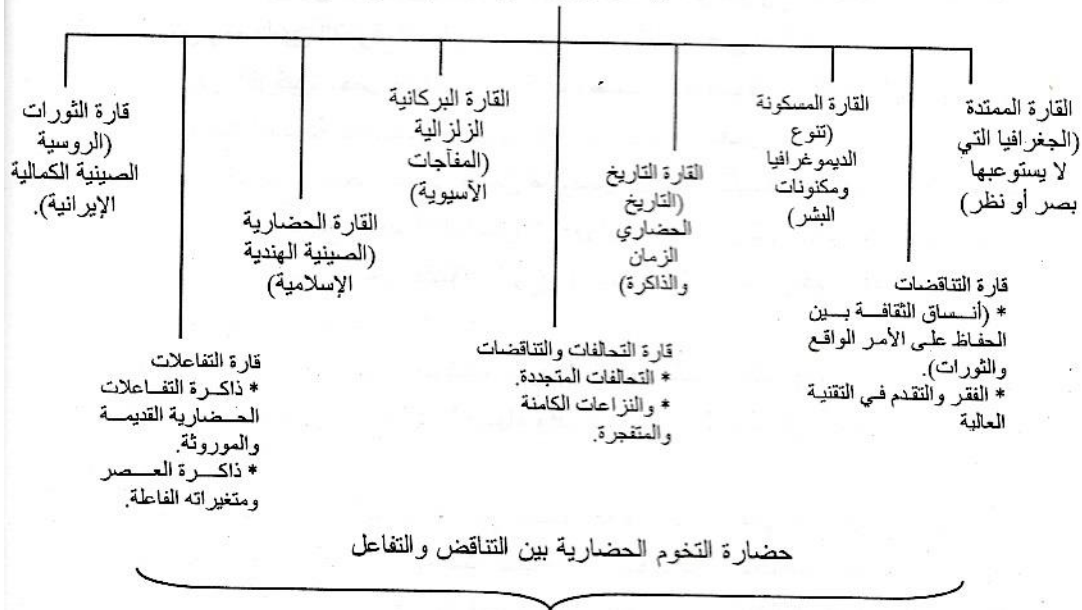 القارة الممتدة
(الجغرافيا التي
لا يستوعبها
بصر أو نظر)
قارة التناقضات
* (أنساق الثقافة بين
الحفاظ على الأمر الواقع
والثورات).
* الفقر والتقدم في التقنية
العالية
القارة المسكونة
(تنوع
الديموغرافيا
ومكنونات
البشر)
القارة التاريخ
(التاريخ
الحضاري
الزمان
والذاكرة)
قارة التحالفات والتناقضات
* التحالفات المتجددة.
* والنزاعات الكامنة
والمتفجرة.
القارة البركانية
الزلزالية
(المفآجات
الآسيوية)
القارة الحضارية
(الصينية الهندية
الإسلامية)
قارة التفاعلات
* ذاكرة التفاعلات
الحضارية القديمة
والموروثة.
* ذاكرة العصر
ومتغيراته الفاعلة.
قارة الثورات
(الروسية
الصينية الكمالية
الإيرانية).
حضارة التخوم الحضارية بين التناقض والتفاعل